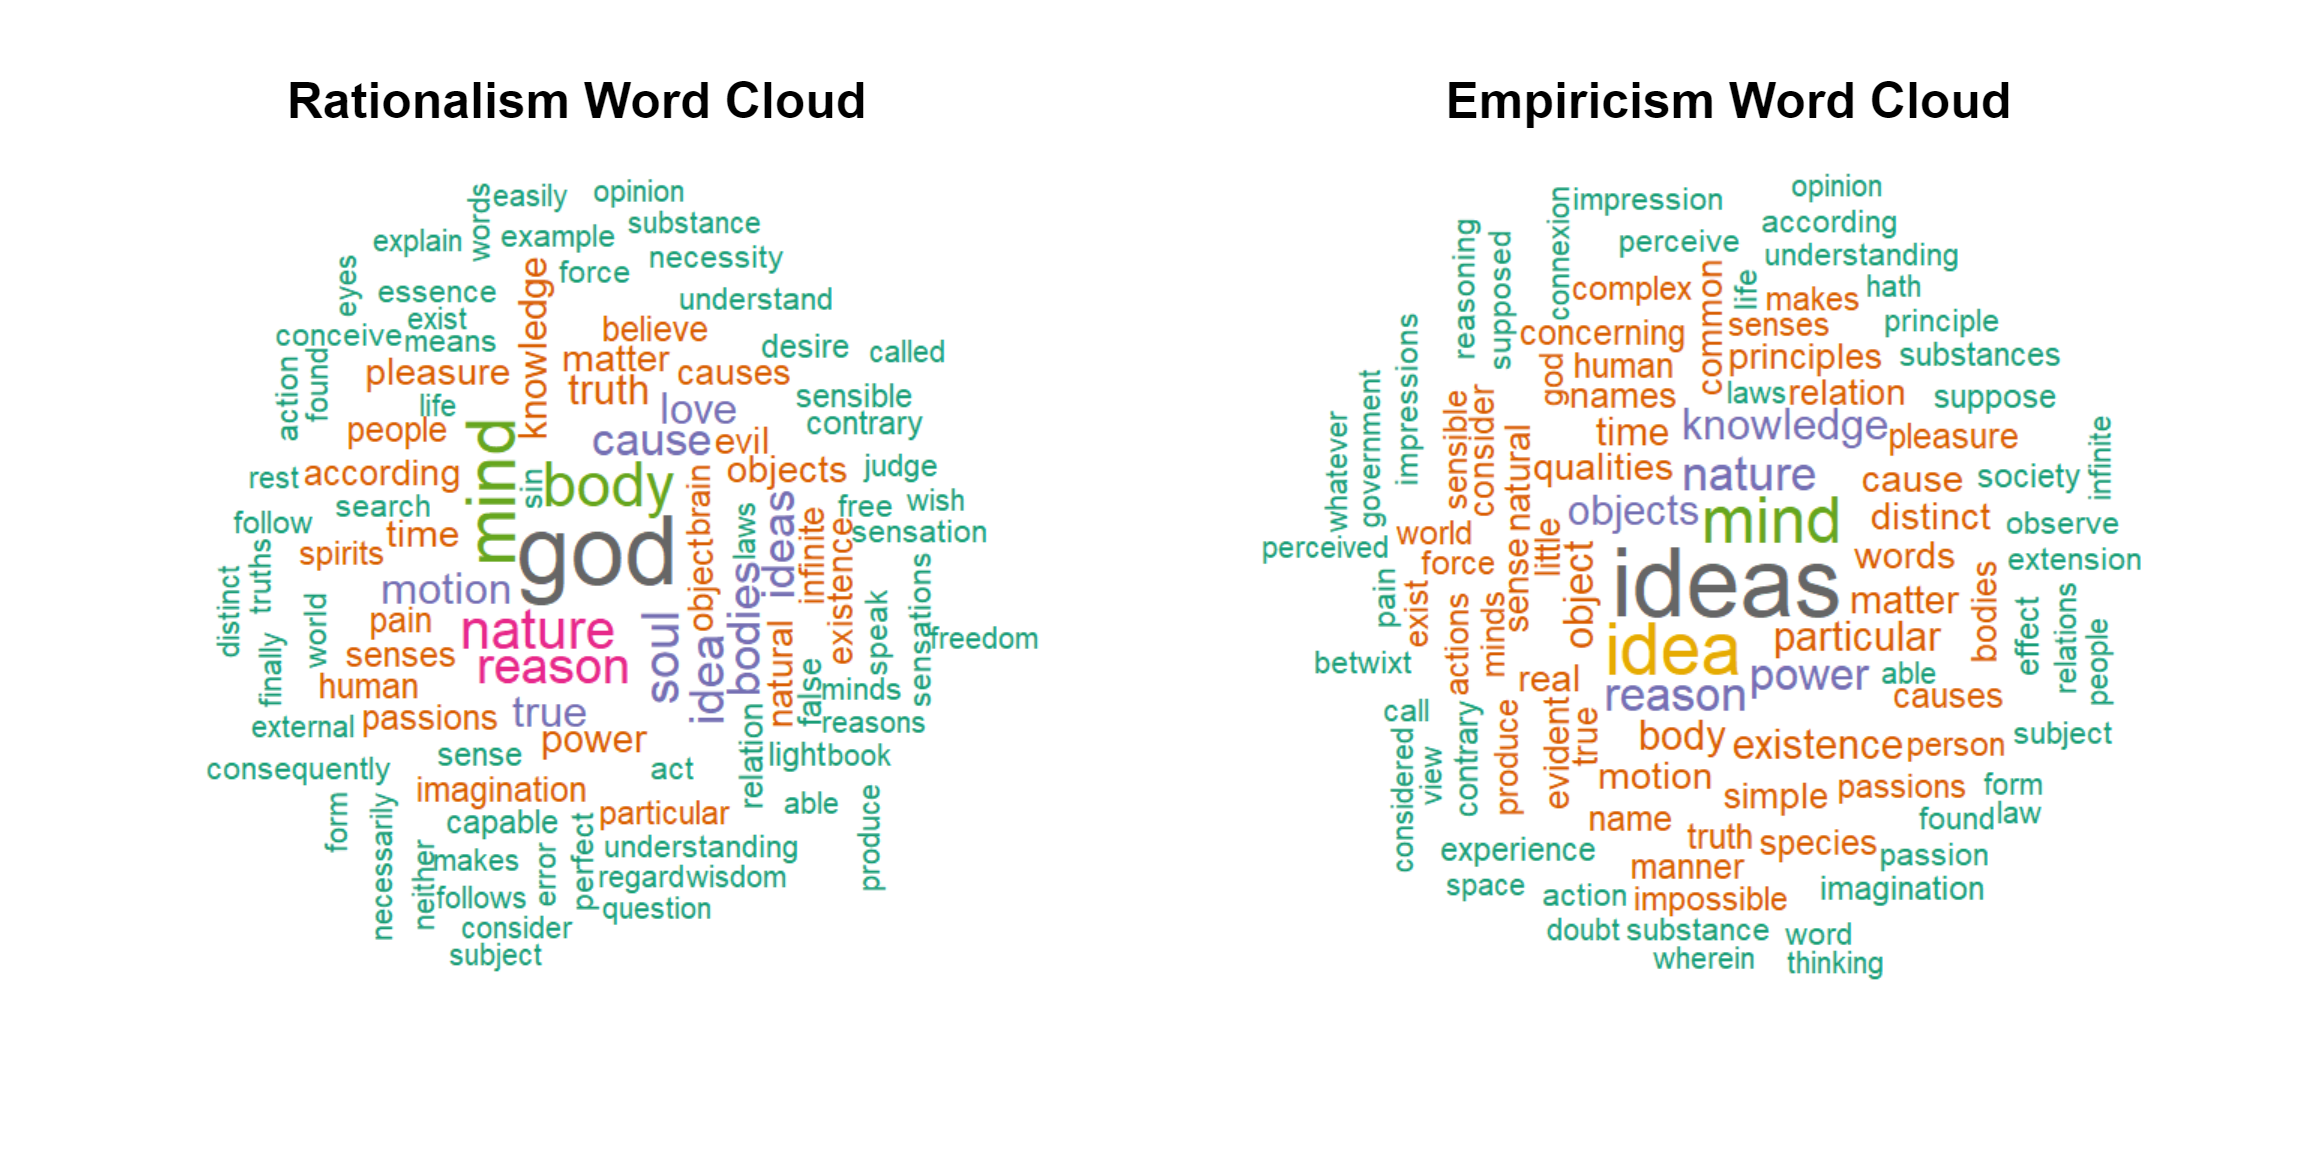 Rationalism Word Cloud
words
easily
opinion
substance
explain
example
necessity
eyes
force
knowledge
essence
understand
exist
conceive
means
believe
desire
called
matter
action
found
pleasure
causes
truth
sensible
life
love
contrary
people
mind
cause
evil
rest
according
sin
body
brain
objects
judge
search
laws
ideas
free
wish
follow
time
god
object
infinite
existence
sensation
spirits
distinct
truths
motion
bodies
world
pain
nature
soul
idea
natural
speak
sensations
freedom
finally
senses
reason
human
false
minds
external
passions
true
relation
reasons
power
consequently
sense
act
light
book
form
necessarily
imagination
particular
able
produce
capable
perfect
neither
makes
error
understanding
regard
wisdom
follows
question
consider
subject
Empiricism Word Cloud
connexion
impression
opinion
reasoning
supposed
perceive
according
understanding
complex
common
life
makes
hath
impressions
concerning
senses
principle
god
human
principles
substances
whatever
government
sensible
consider
names
laws
relation
suppose
natural
time
knowledge
pleasure
infinite
qualities
nature
cause
society
objects
mind
distinct
observe
perceived
world
force
sense
little
object
ideas
words
extension
pain
exist
actions
minds
matter
bodies
effect
relations
people
betwixt
idea
particular
real
reason
power
able
causes
call
considered
view
contrary
produce
evident
true
body
existence
person
subject
motion
simple
passions
form
name
found
law
truth
species
experience
manner
passion
space
action
impossible
imagination
doubt
substance
word
wherein
thinking